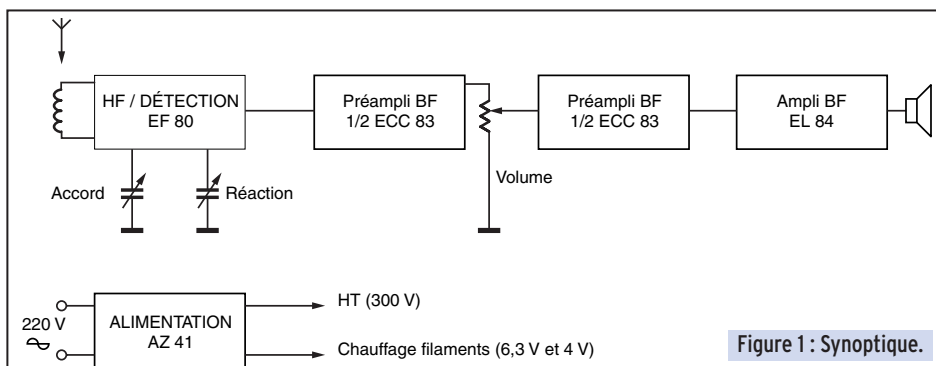 HF / DÉTECTION
EF 80
Préampli BF
1/2 ECC 83
Préampli BF
1/2 ECC 83
Ampli BF
EL 84
Accord
Réaction
Volume
220 V
ALIMENTATION
AZ 41
HT (300 V)
Chauffage filaments (6,3 V et 4 V)
Figure 1 : Synoptique.